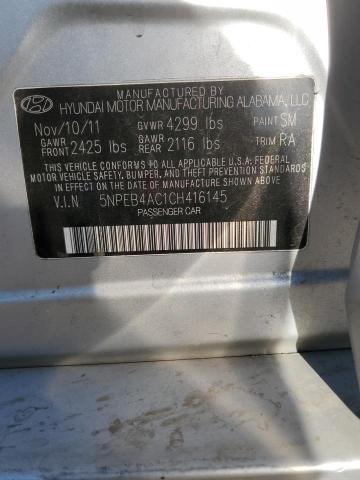 MANUFACTURED BY
HYUNDAI MOTOR MANUFACTURING ALABAMA, LLC
Nov/10/11 GVWR 4299 lbs PAINT SM
GAWR FRONT 2425 lbs GAWR REAR 2116 lbs TRIM RA
THIS VEHICLE CONFORMS TO ALL APPLICABLE U.S.A. FEDERAL
MOTOR VEHICLE SAFETY, BUMPER, AND THEFT PREVENTION
STANDARDS IN EFFECT ON THE DATE OF MANUFACTURE SHOWN
ABOVE.
V.I.N 5NPEB4AC1CH416145
PASSENGER CAR